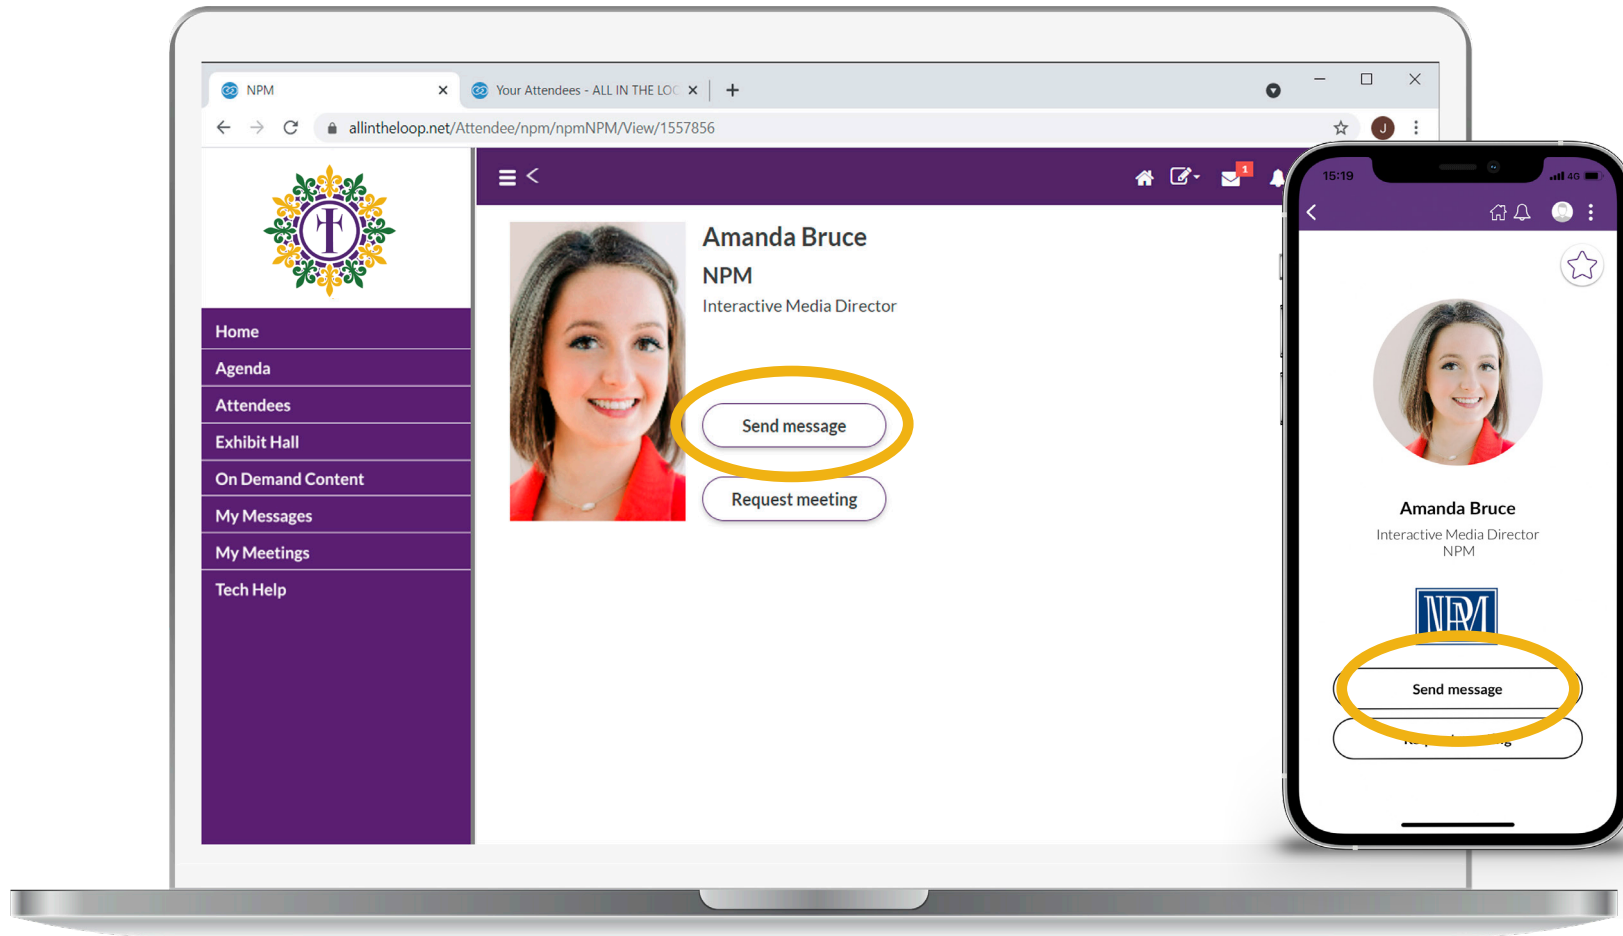 NPM
Your Attendees - ALL IN THE LOO
allintheloop.net/Attendee/npm/npmNPM/View/1557856
J
T
Home
Agenda
Attendees
Exhibit Hall
On Demand Content
My Messages
My Meetings
Tech Help
1
Amanda Bruce
NPM
Interactive Media Director
Send message
Request meeting
15:19
4G
Amanda Bruce
Interactive Media Director
NPM
NPM
Send message